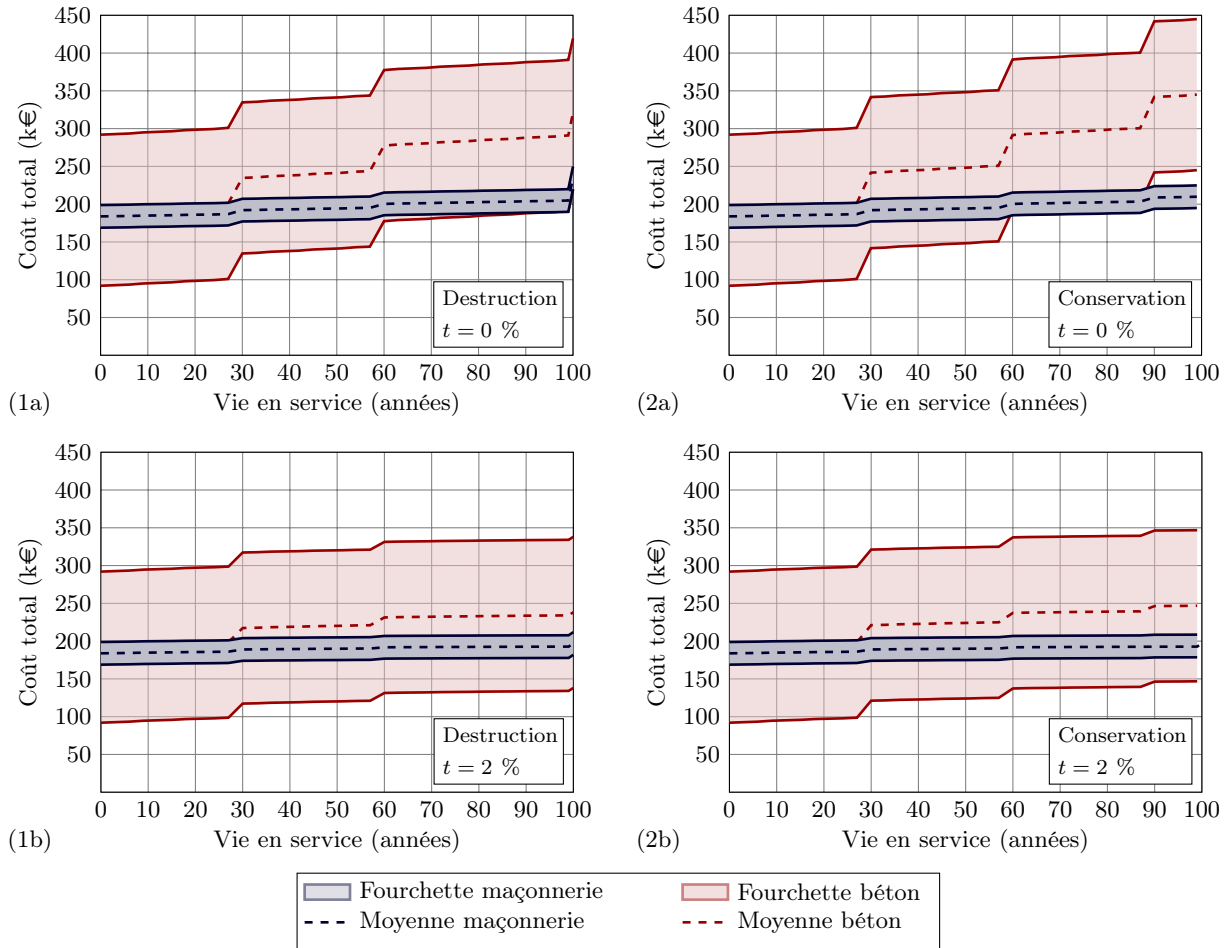 450
400
350
300
250
200
150
100
50
Coût total (k€)
Destruction
t = 0 %
0 10 20 30 40 50 60 70 80 90 100
(1a) Vie en service (années)
450
400
350
300
250
200
150
100
50
Coût total (k€)
Conservation
t = 0 %
0 10 20 30 40 50 60 70 80 90 100
(2a) Vie en service (années)
450
400
350
300
250
200
150
100
50
Coût total (k€)
Destruction
t = 2 %
0 10 20 30 40 50 60 70 80 90 100
(1b) Vie en service (années)
450
400
350
300
250
200
150
100
50
Coût total (k€)
Conservation
t = 2 %
0 10 20 30 40 50 60 70 80 90 100
(2b) Vie en service (années)
Fourchette maçonnerie Fourchette béton
Moyenne maçonnerie Moyenne béton